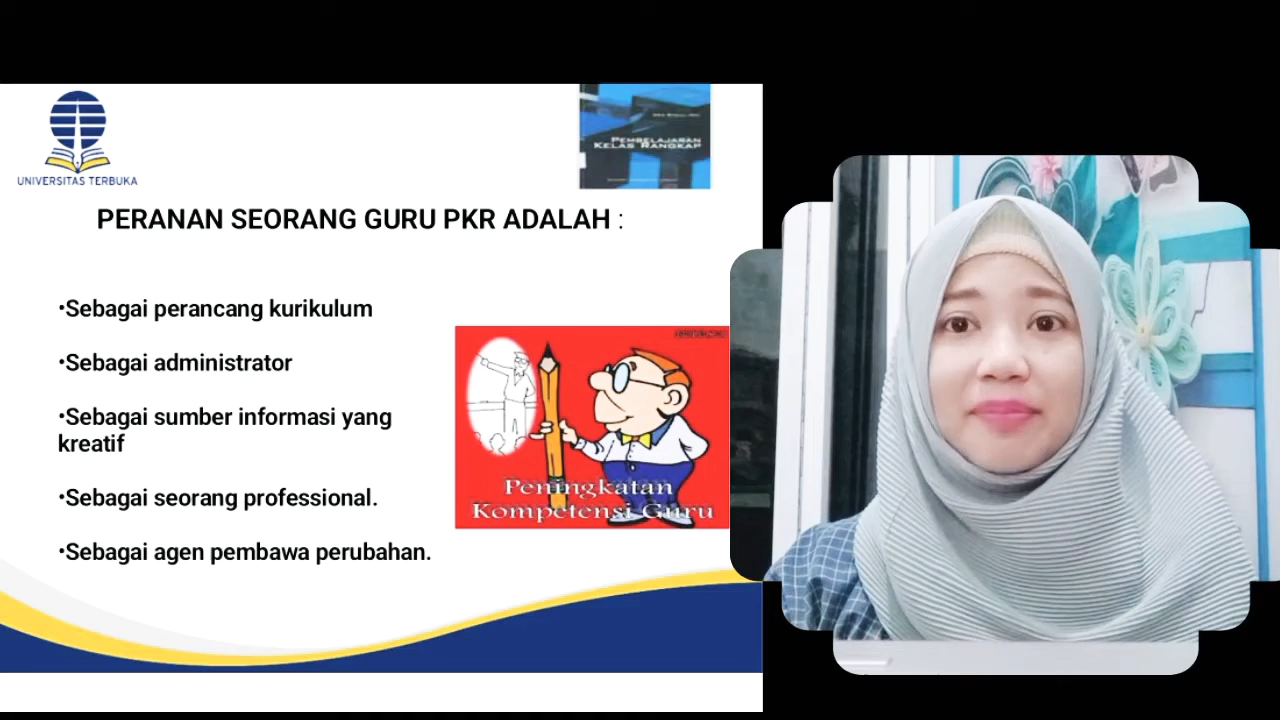 UNIVERSITAS TERBUKA
PEMBELAJARAN
KELAS RANGKAP
PERANAN SEORANG GURU PKR ADALAH :
•Sebagai perancang kurikulum
•Sebagai administrator
•Sebagai sumber informasi yang
kreatif
•Sebagai seorang professional.
•Sebagai agen pembawa perubahan.
Peningkatan
Kompetensi Guru